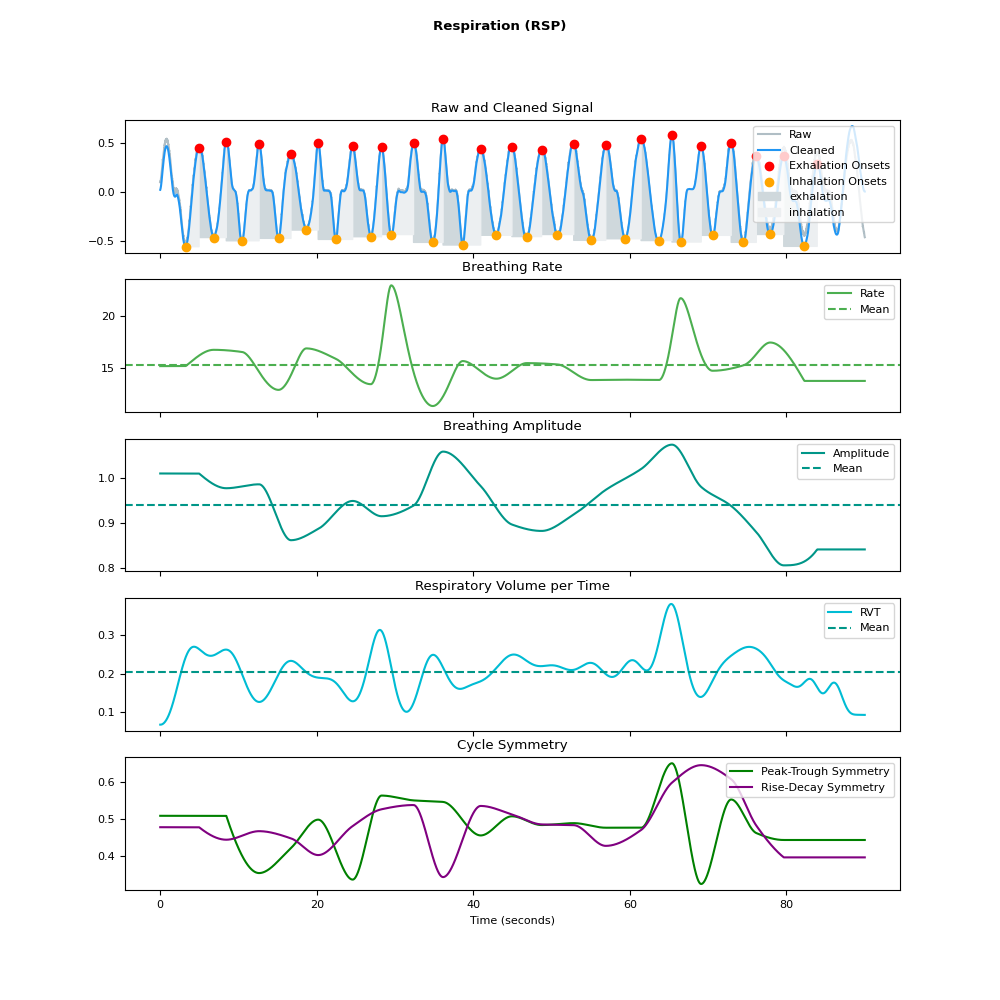 Respiration (RSP)
Raw and Cleaned Signal
0.5
0.0
−0.5
Raw
Cleaned
Exhalation Onsets
Inhalation Onsets
exhalation
inhalation
Breathing Rate
20
15
Rate
Mean
Breathing Amplitude
1.0
0.9
0.8
Amplitude
Mean
Respiratory Volume per Time
0.3
0.2
0.1
RVT
Mean
Cycle Symmetry
0.6
0.5
0.4
Peak-Trough Symmetry
Rise-Decay Symmetry
0 20 40 60 80
Time (seconds)